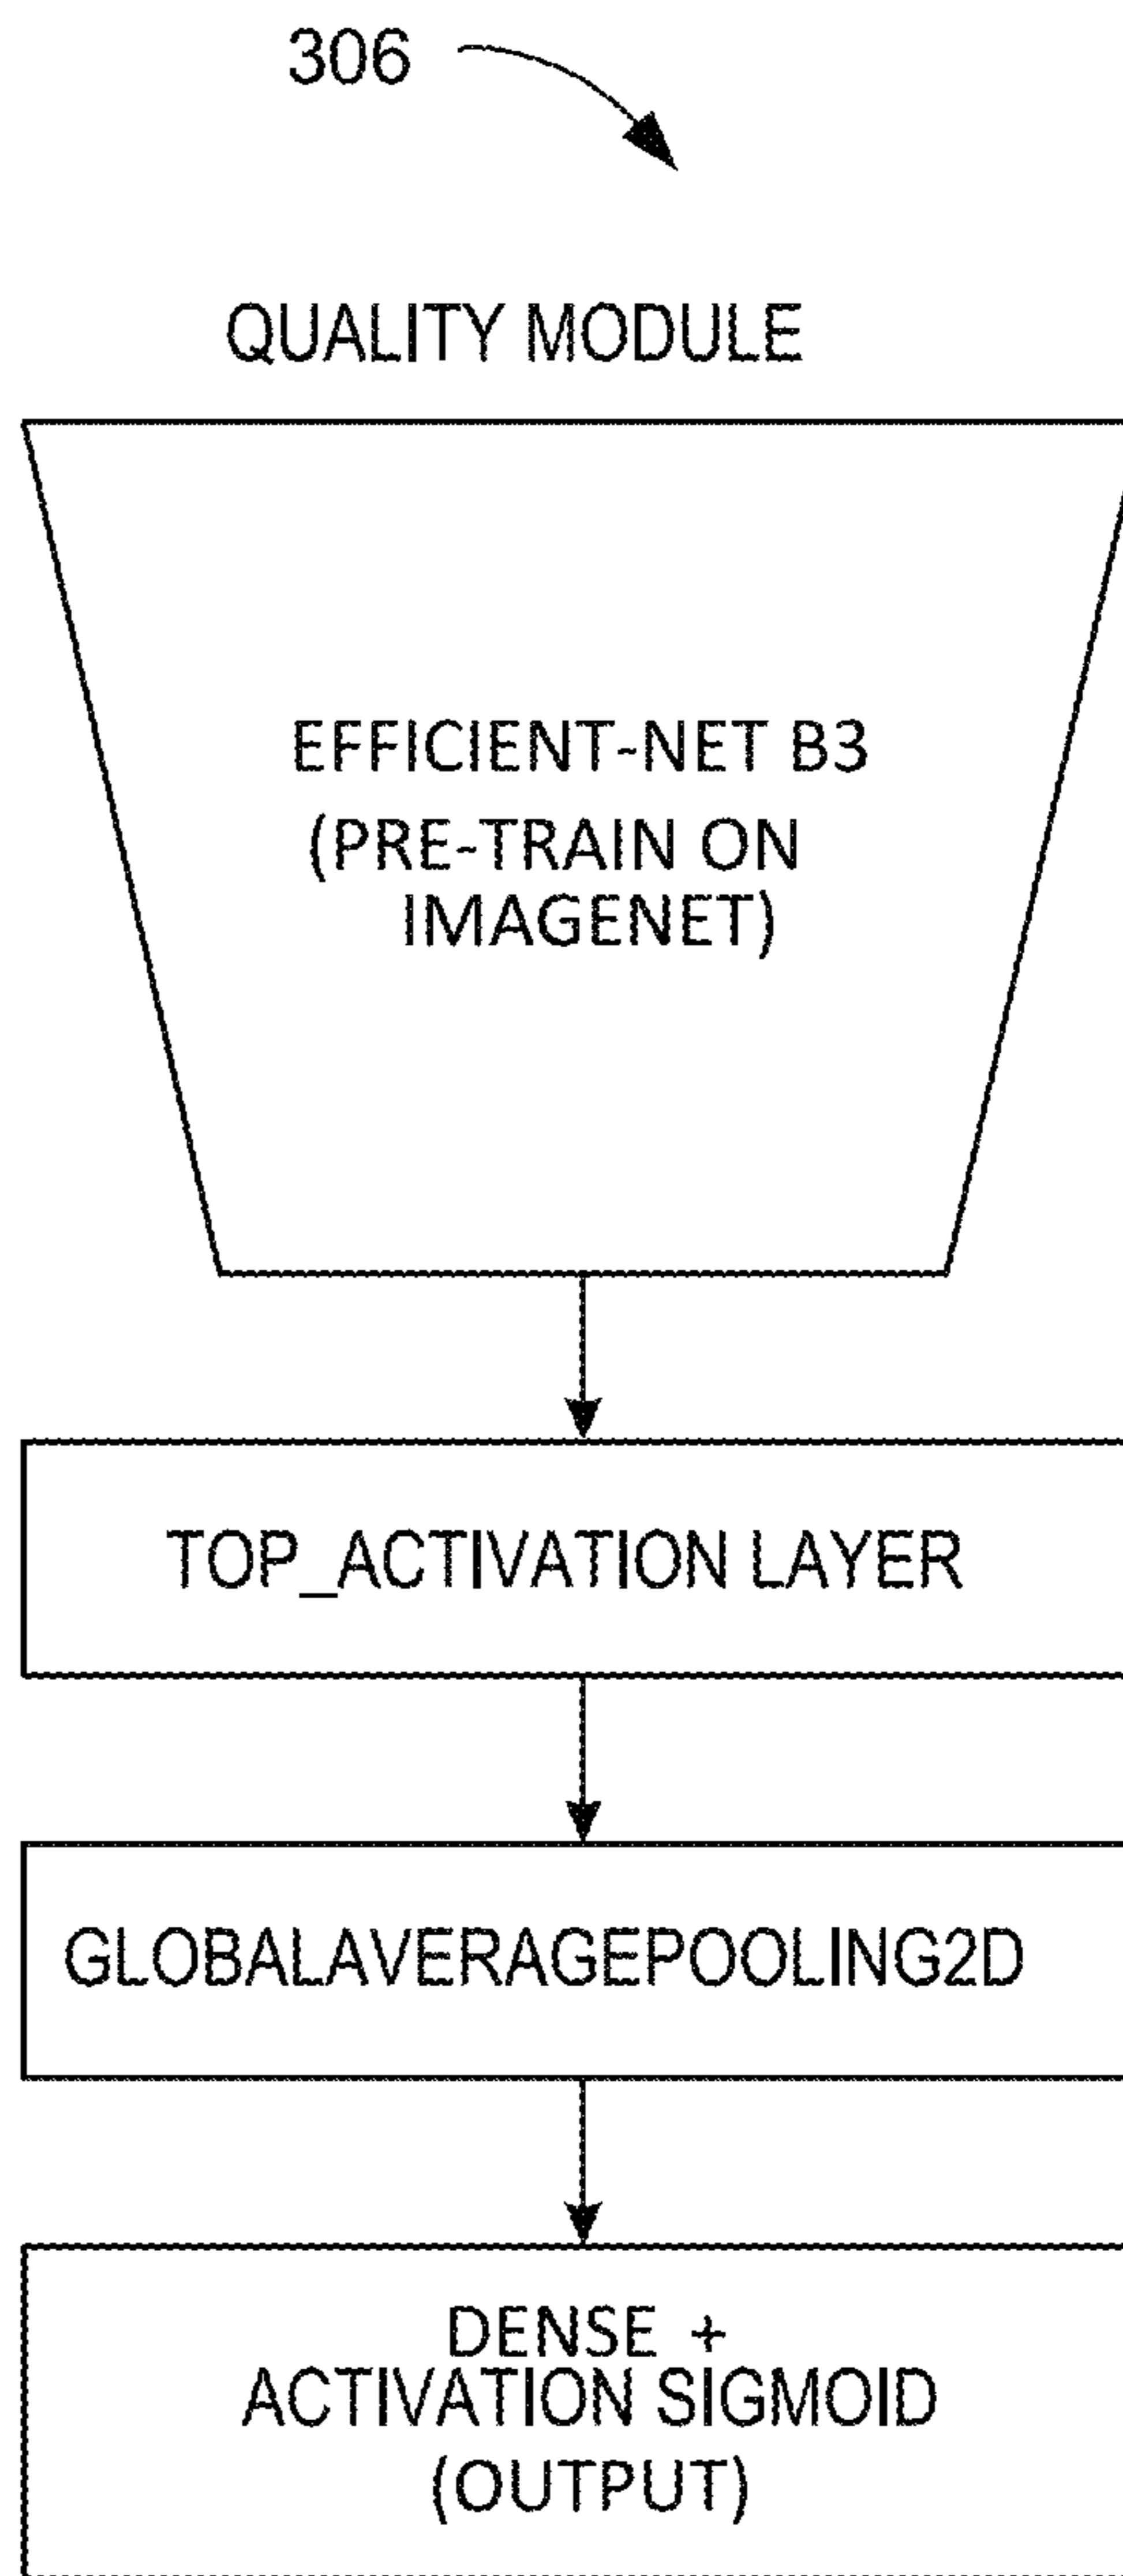 306
QUALITY MODULE
EFFICIENT-NET B3
(PRE-TRAIN ON
IMAGENET)
TOP_ACTIVATION LAYER
GLOBALAVERAGEPOOLING2D
DENSE +
ACTIVATION SIGMOID
(OUTPUT)